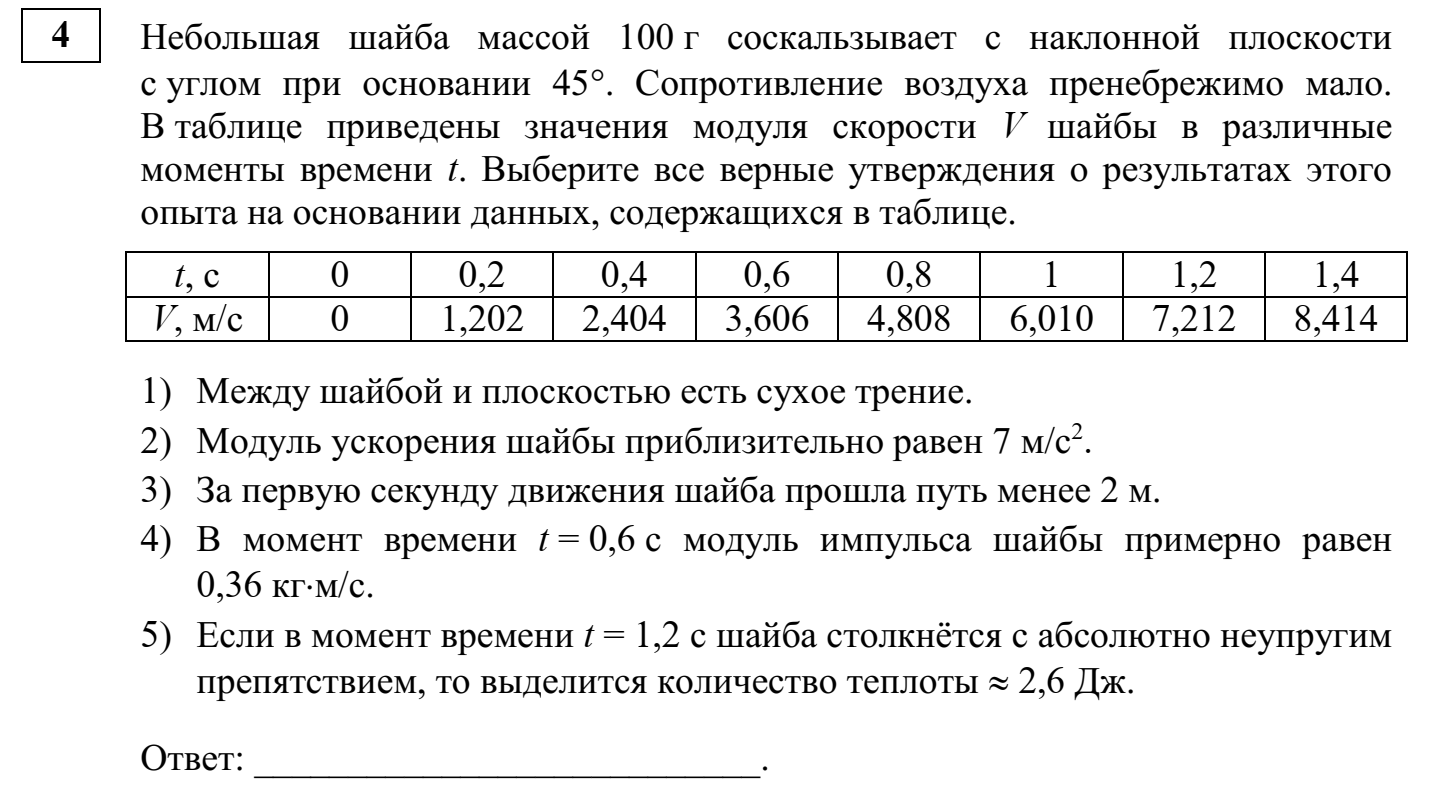 4
Небольшая шайба массой 100 г соскальзывает с наклонной плоскости
с углом при основании 45°. Сопротивление воздуха пренебрежимо мало.
В таблице приведены значения модуля скорости V шайбы в различные
моменты времени t. Выберите все верные утверждения о результатах этого
опыта на основании данных, содержащихся в таблице.
t, с 0 0,2 0,4 0,6 0,8 1 1,2 1,4
V, м/с 0 1,202 2,404 3,606 4,808 6,010 7,212 8,414
1) Между шайбой и плоскостью есть сухое трение.
2) Модуль ускорения шайбы приблизительно равен 7 м/с².
3) За первую секунду движения шайба прошла путь менее 2 м.
4) В момент времени t = 0,6 с модуль импульса шайбы примерно равен
0,36 кг·м/с.
5) Если в момент времени t = 1,2 с шайба столкнётся с абсолютно неупругим
препятствием, то выделится количество теплоты ≈ 2,6 Дж.
Ответ: ___________________________.